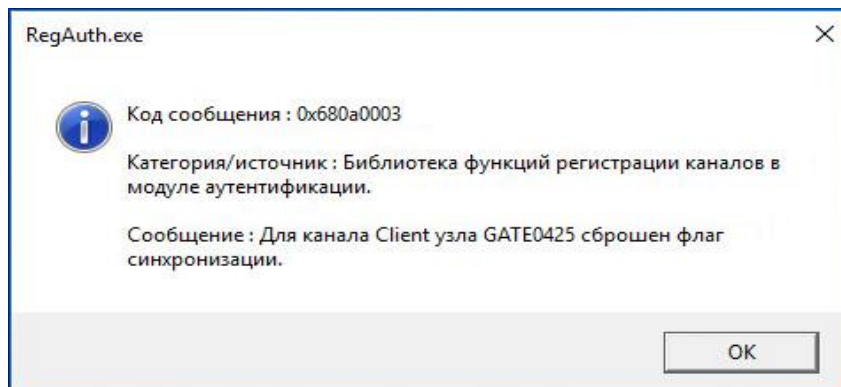 RegAuth.exe
Код сообщения : 0x680a0003
Категория/источник : Библиотека функций регистрации каналов в
модуле аутентификации.
Сообщение : Для канала Client узла GATE0425 сброшен флаг
синхронизации.
OK